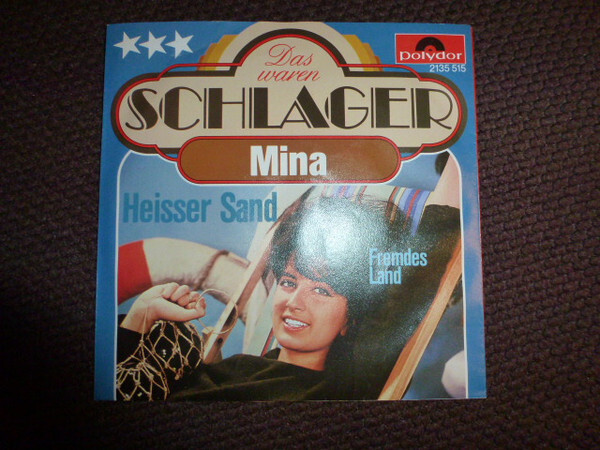 Das
waren
SCHLAGER
polydor
2135 515
Mina
Heisser Sand
Fremdes
Land